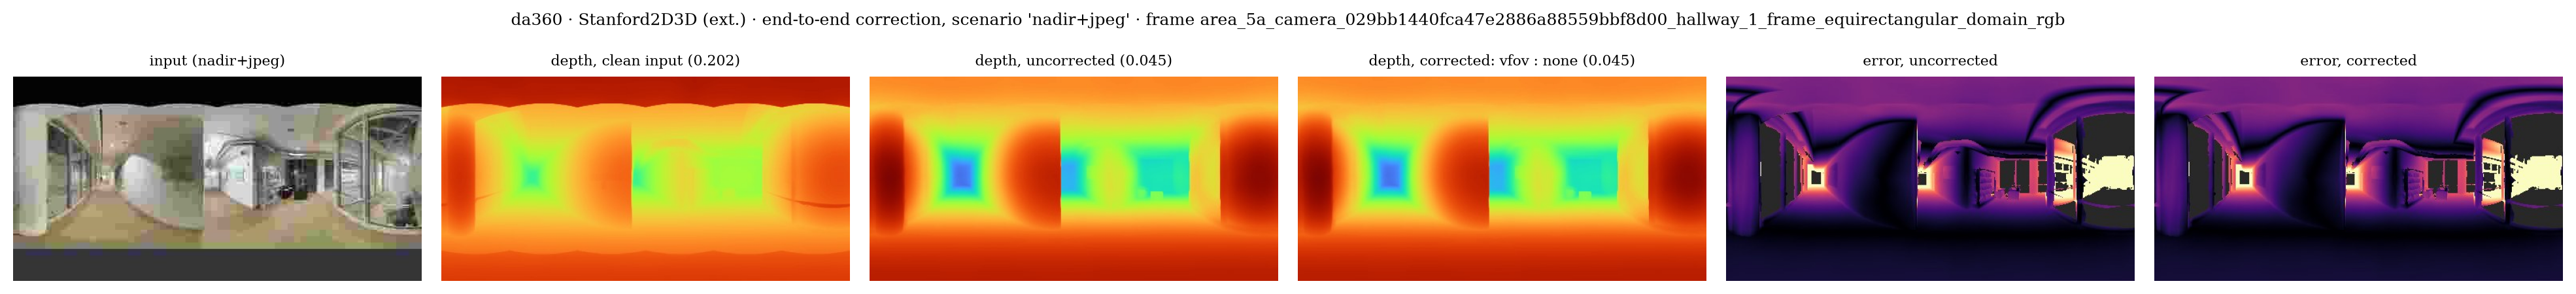 da360 · Stanford2D3D (ext.) · end-to-end correction, scenario 'nadir+jpeg' · frame area_5a_camera_029bb1440fca47e2886a88559bbf8d00_hallway_1_frame_equirectangular_domain_rgb
input (nadir+jpeg)
depth, clean input (0.202)
depth, uncorrected (0.045)
depth, corrected: vfov : none (0.045)
error, uncorrected
error, corrected